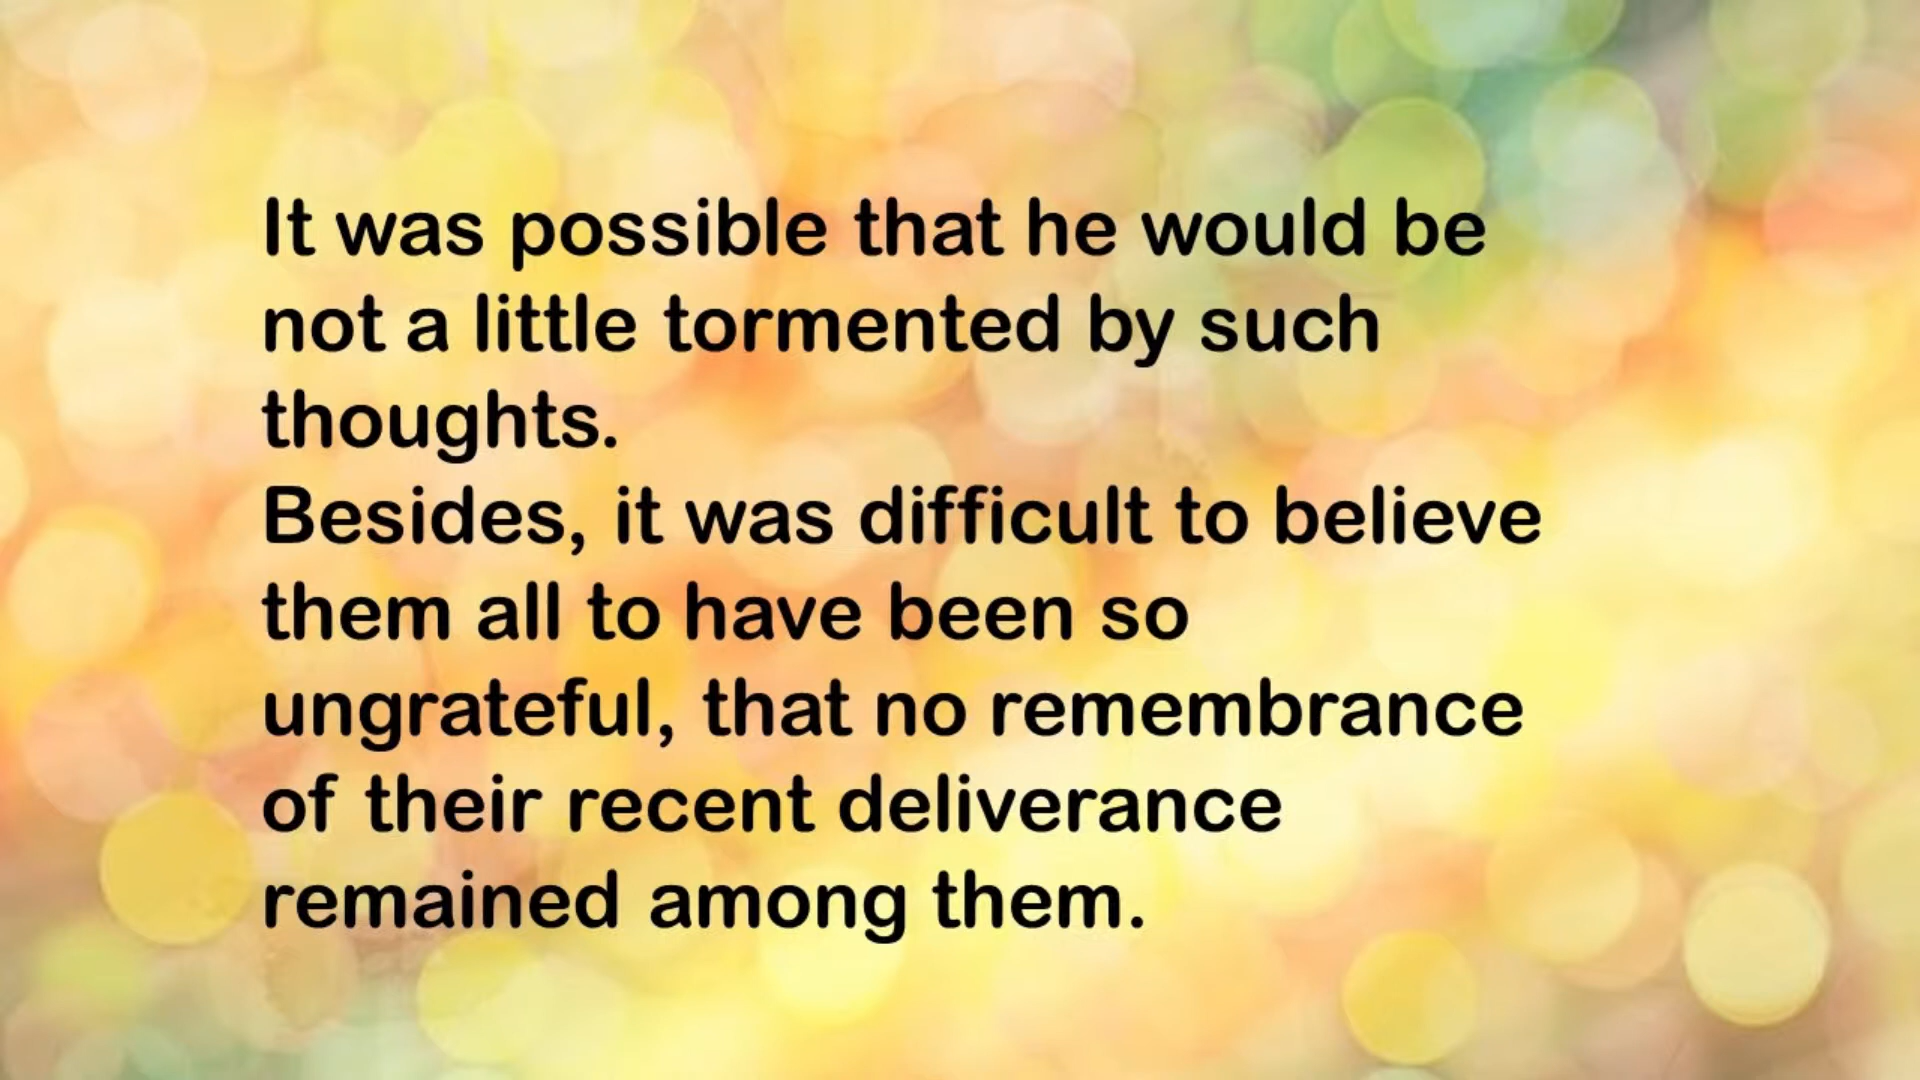 It was possible that he would be
not a little tormented by such
thoughts.
Besides, it was difficult to believe
them all to have been so
ungrateful, that no remembrance
of their recent deliverance
remained among them.